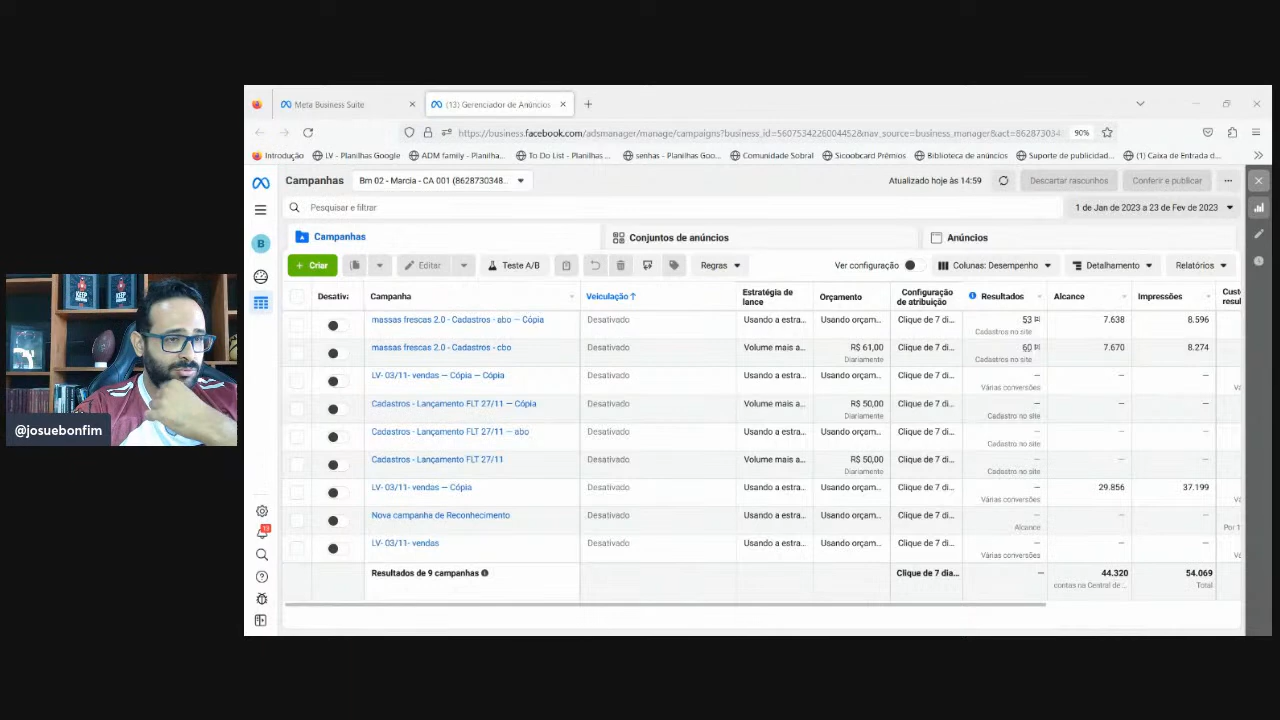 Meta Business Suite
(13) Gerenciador de Anúncios
https://business.facebook.com/adsmanager/manage/campaigns?business_id=5607534226004452&nav_source=business_manager&act=862873034
90%
Introdução
LV - Planilhas Google
ADM family - Planilha...
To Do List - Planilhas ...
senhas - Planilhas Goo...
Comunidade Sobral
Sicoobcard Prêmios
Biblioteca de anúncios
Suporte de publicidad...
(1) Caixa de Entrada d...
Campanhas
Bm 02 - Marcia - CA 001 (8628730348...
Atualizado hoje às 14:59
Descartar rascunhos
Conferir e publicar
Pesquisar e filtrar
1 de Jan de 2023 a 23 de Fev de 2023
B
Campanhas
Conjuntos de anúncios
Anúncios
+ Criar
Editar
Teste A/B
Regras
Ver configuração
Colunas: Desempenho
Detalhamento
Relatórios
Desativ:
Campanha
Veiculação ↑
Estratégia de lance
Orçamento
Configuração de atribuição
Resultados
Alcance
Impressões
massas frescas 2.0 - Cadastros - abo — Cópia
Desativado
Usando a estra...
Usando orçam...
Clique de 7 di...
53
Cadastros no site
7.638
8.596
massas frescas 2.0 - Cadastros - cbo
Desativado
Volume mais a...
R$ 61,00
Diariamente
Clique de 7 di...
60
Cadastros no site
7.670
8.274
LV- 03/11- vendas — Cópia — Cópia
Desativado
Usando a estra...
Usando orçam...
Clique de 7 di...
—
Várias conversões
—
—
Cadastros - Lançamento FLT 27/11 — Cópia
Desativado
Volume mais a...
R$ 50,00
Diariamente
Clique de 7 di...
—
Cadastro no site
—
—
Cadastros - Lançamento FLT 27/11 — abo
Desativado
Usando a estra...
Usando orçam...
Clique de 7 di...
—
Cadastro no site
—
—
Cadastros - Lançamento FLT 27/11
Desativado
Volume mais a...
R$ 50,00
Diariamente
Clique de 7 di...
—
Cadastro no site
—
—
LV- 03/11- vendas — Cópia
Desativado
Usando a estra...
Usando orçam...
Clique de 7 di...
—
Várias conversões
29.856
37.199
Nova campanha de Reconhecimento
Desativado
Usando a estra...
Usando orçam...
Clique de 7 di...
—
Alcance
—
—
Por 1
LV- 03/11- vendas
Desativado
Usando a estra...
Usando orçam...
Clique de 7 di...
—
Várias conversões
—
—
Resultados de 9 campanhas
Clique de 7 dia...
—
44.320
contas na Central de ...
54.069
Total
@josuebonfim